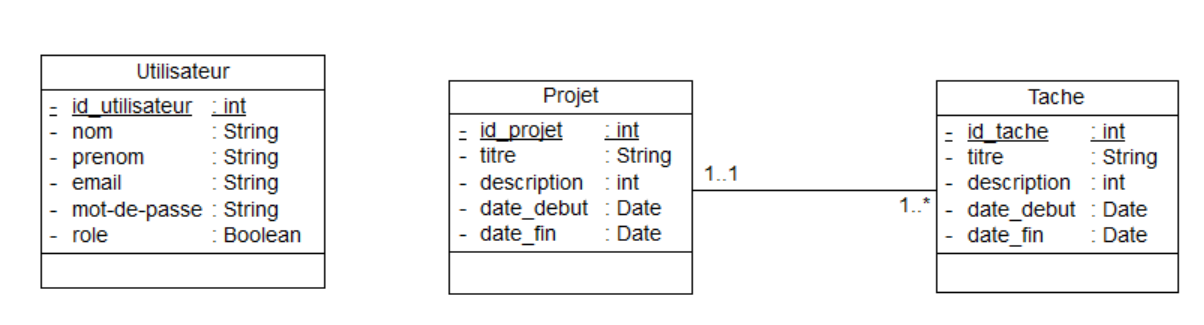 Utilisateur
- id_utilisateur : int
- nom : String
- prenom : String
- email : String
- mot-de-passe : String
- role : Boolean
Projet
- id_projet : int
- titre : String
- description : int
- date_debut : Date
- date_fin : Date
1..1
1..*
Tache
- id_tache : int
- titre : String
- description : int
- date_debut : Date
- date_fin : Date